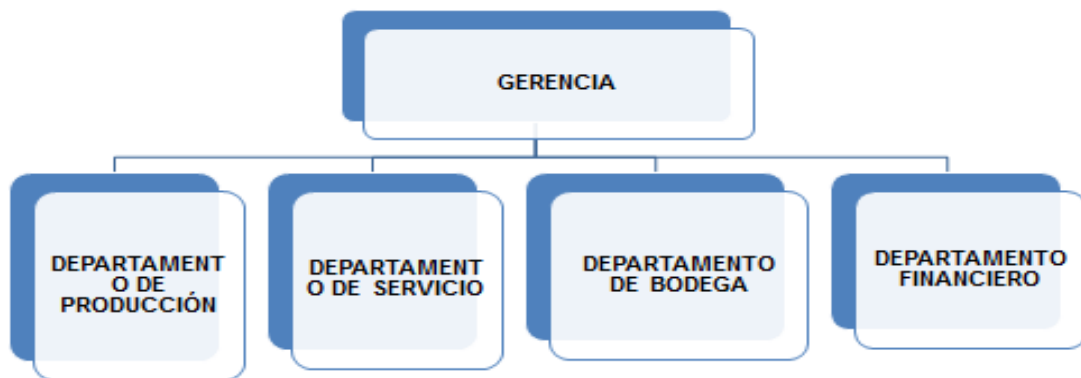 GERENCIA
DEPARTAMENT
O DE
PRODUCCIÓN
DEPARTAMENT
O DE SERVICIO
DEPARTAMENTO
DE BODEGA
DEPARTAMENTO
FINANCIERO